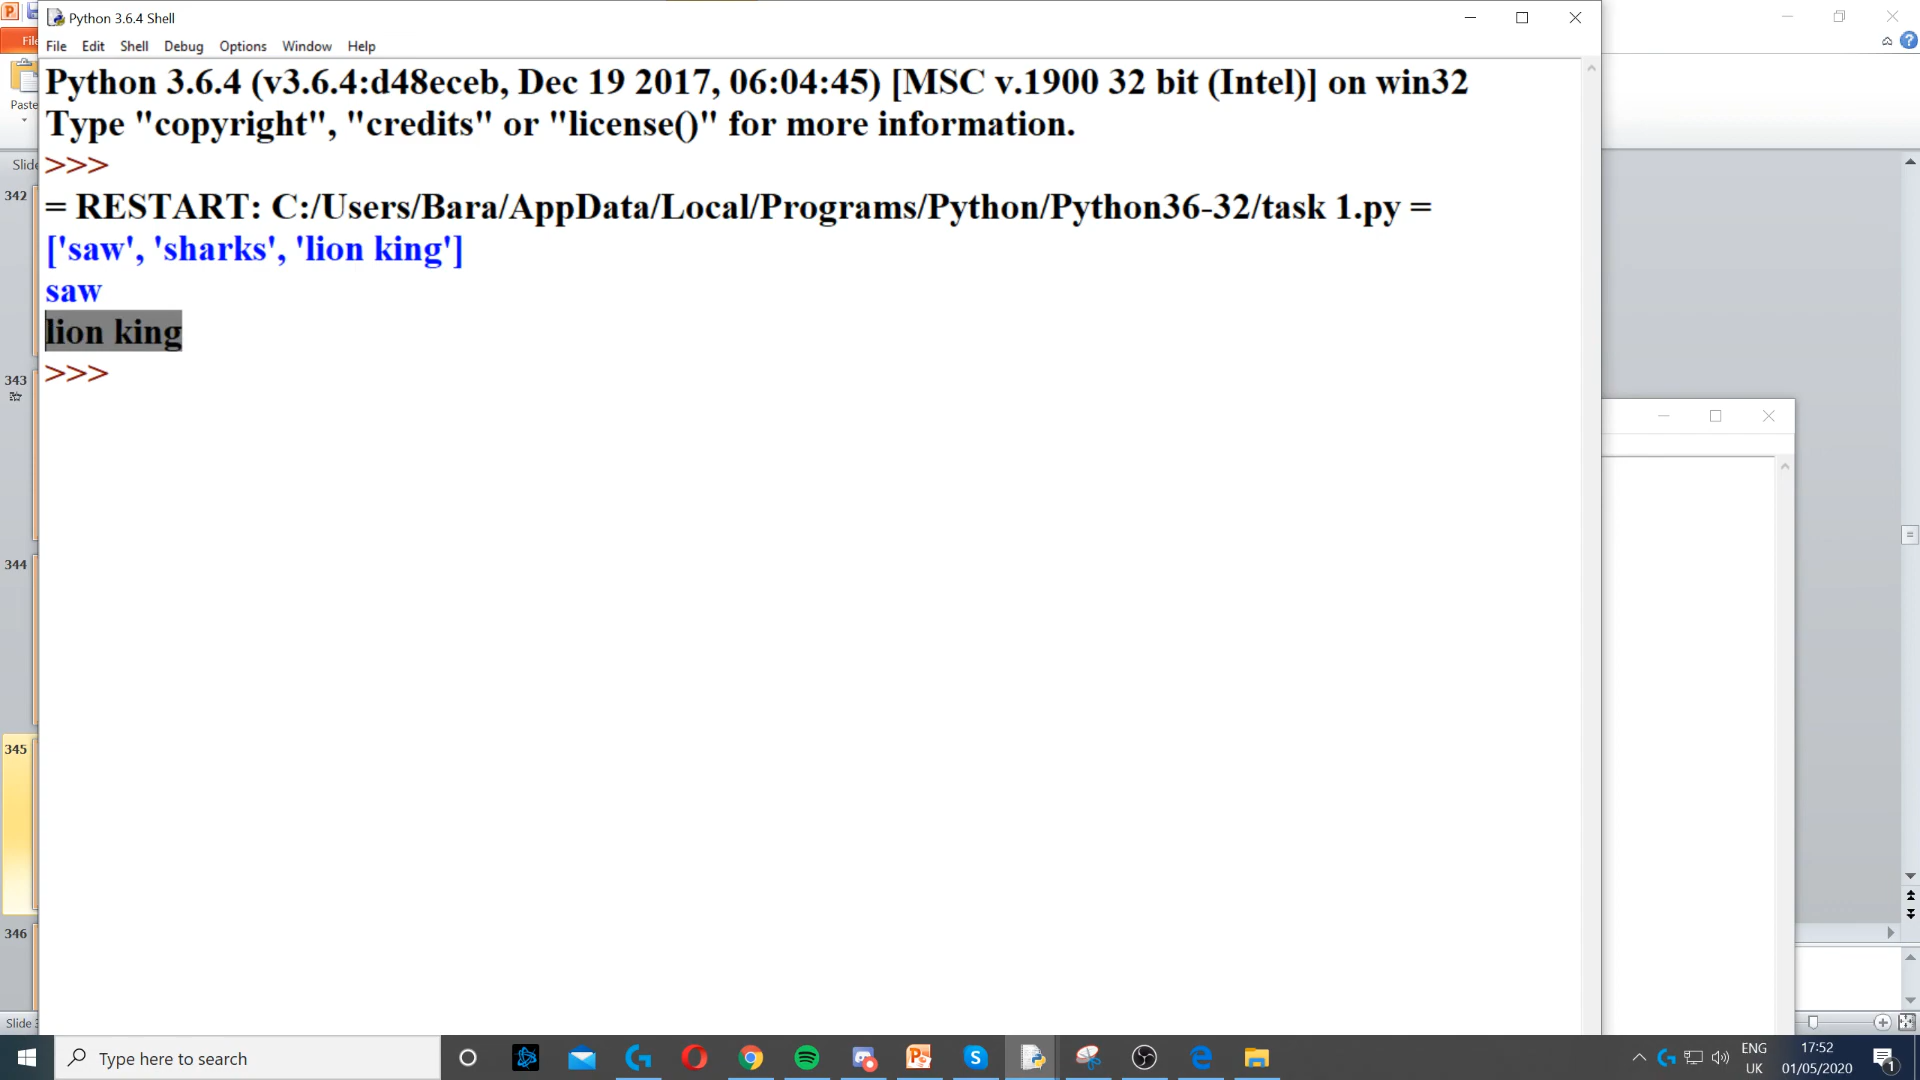 Python 3.6.4 Shell
File Edit Shell Debug Options Window Help
Python 3.6.4 (v3.6.4:d48eceb, Dec 19 2017, 06:04:45) [MSC v.1900 32 bit (Intel)] on win32
Type "copyright", "credits" or "license()" for more information.
>>>
= RESTART: C:/Users/Bara/AppData/Local/Programs/Python/Python36-32/task 1.py =
['saw', 'sharks', 'lion king']
saw
lion king
>>>
File
Paste
Slide
342
343
344
345
346
Slide
Type here to search
ENG
UK
17:52
01/05/2020
1